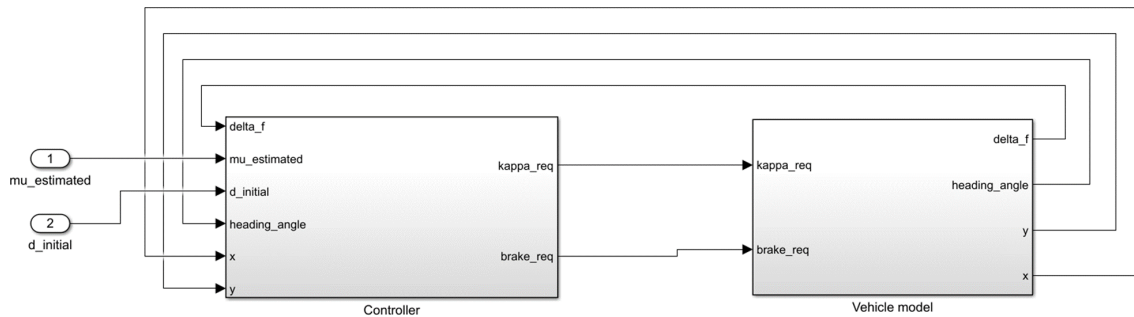 1
mu_estimated
2
d_initial
delta_f
mu_estimated
d_initial
heading_angle
x
y
kappa_req
brake_req
Controller
kappa_req
brake_req
delta_f
heading_angle
y
x
Vehicle model